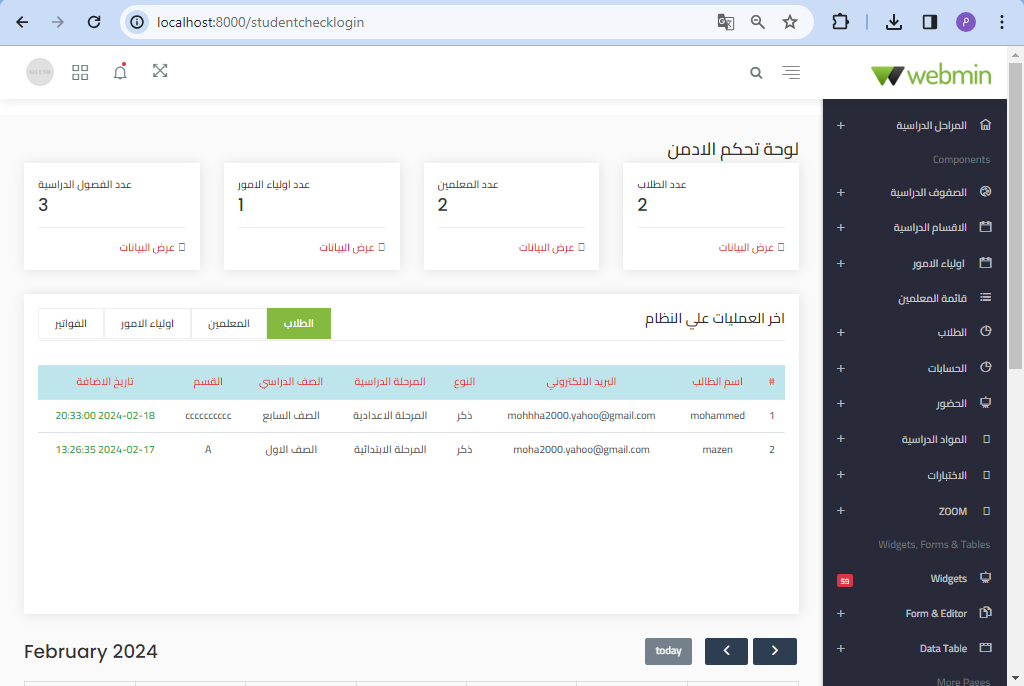 localhost:8000/studentchecklogin
P
webmin
لوحة تحكم الادمن
عدد الطلاب
2
عرض البيانات
عدد المعلمين
2
عرض البيانات
عدد اولياء الامور
1
عرض البيانات
عدد الفصول الدراسية
3
عرض البيانات
اخر العمليات علي النظام
الطلاب
المعلمين
اولياء الامور
الفواتير
# اسم الطالب البريد الالكتروني النوع المرحلة الدراسية الصف الدراسي القسم تاريخ الاضافة
1 mohammed mohhha2000.yahoo@gmail.com ذكر المرحلة الاعدادية الصف السابع cccccccccc 2024-02-18 20:33:00
2 mazen moha2000.yahoo@gmail.com ذكر المرحلة الابتدائية الصف الاول A 2024-02-17 13:26:35
February 2024
today
المراحل الدراسية
Components
الصفوف الدراسية
الاقسام الدراسية
اولياء الامور
قائمة المعلمين
الطلاب
الحسابات
الحضور
المواد الدراسية
الاختبارات
ZOOM
Widgets, Forms & Tables
Widgets
59
Form & Editor
Data Table
More Pages